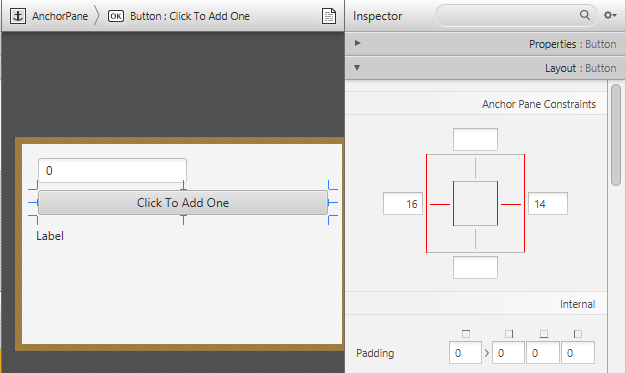 AnchorPane OK Button : Click To Add One
Inspector
Properties : Button
Layout : Button
Anchor Pane Constraints
0
Click To Add One
Label
16
14
Internal
Padding 0 0 0 0